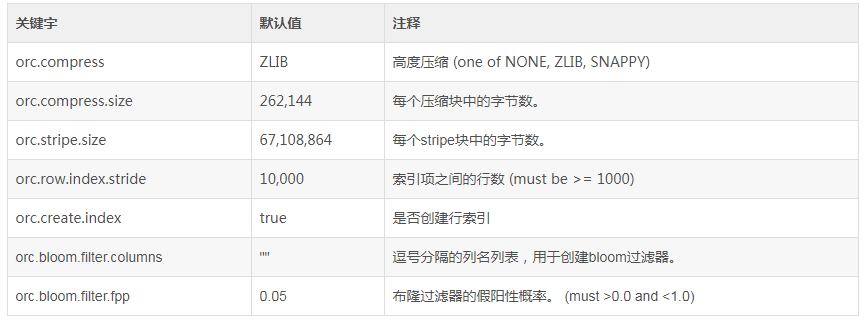 关键字 默认值 注释
orc.compress ZLIB 高度压缩 (one of NONE, ZLIB, SNAPPY)
orc.compress.size 262,144 每个压缩块中的字节数。
orc.stripe.size 67,108,864 每个stripe块中的字节数。
orc.row.index.stride 10,000 索引项之间的行数 (must be >= 1000)
orc.create.index true 是否创建行索引
orc.bloom.filter.columns "" 逗号分隔的列名列表，用于创建bloom过滤器。
orc.bloom.filter.fpp 0.05 布隆过滤器的假阳性概率。 (must >0.0 and <1.0)